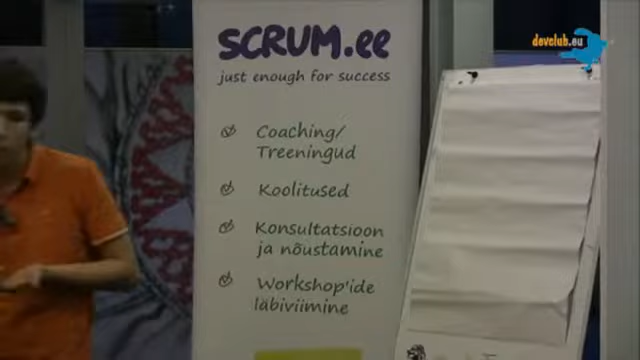 devclub.eu
SCRUM.ee
just enough for success
Coaching/
Treeningud
Koolitused
Konsultatsioon
ja nõustamine
Workshop'ide
läbiviimine